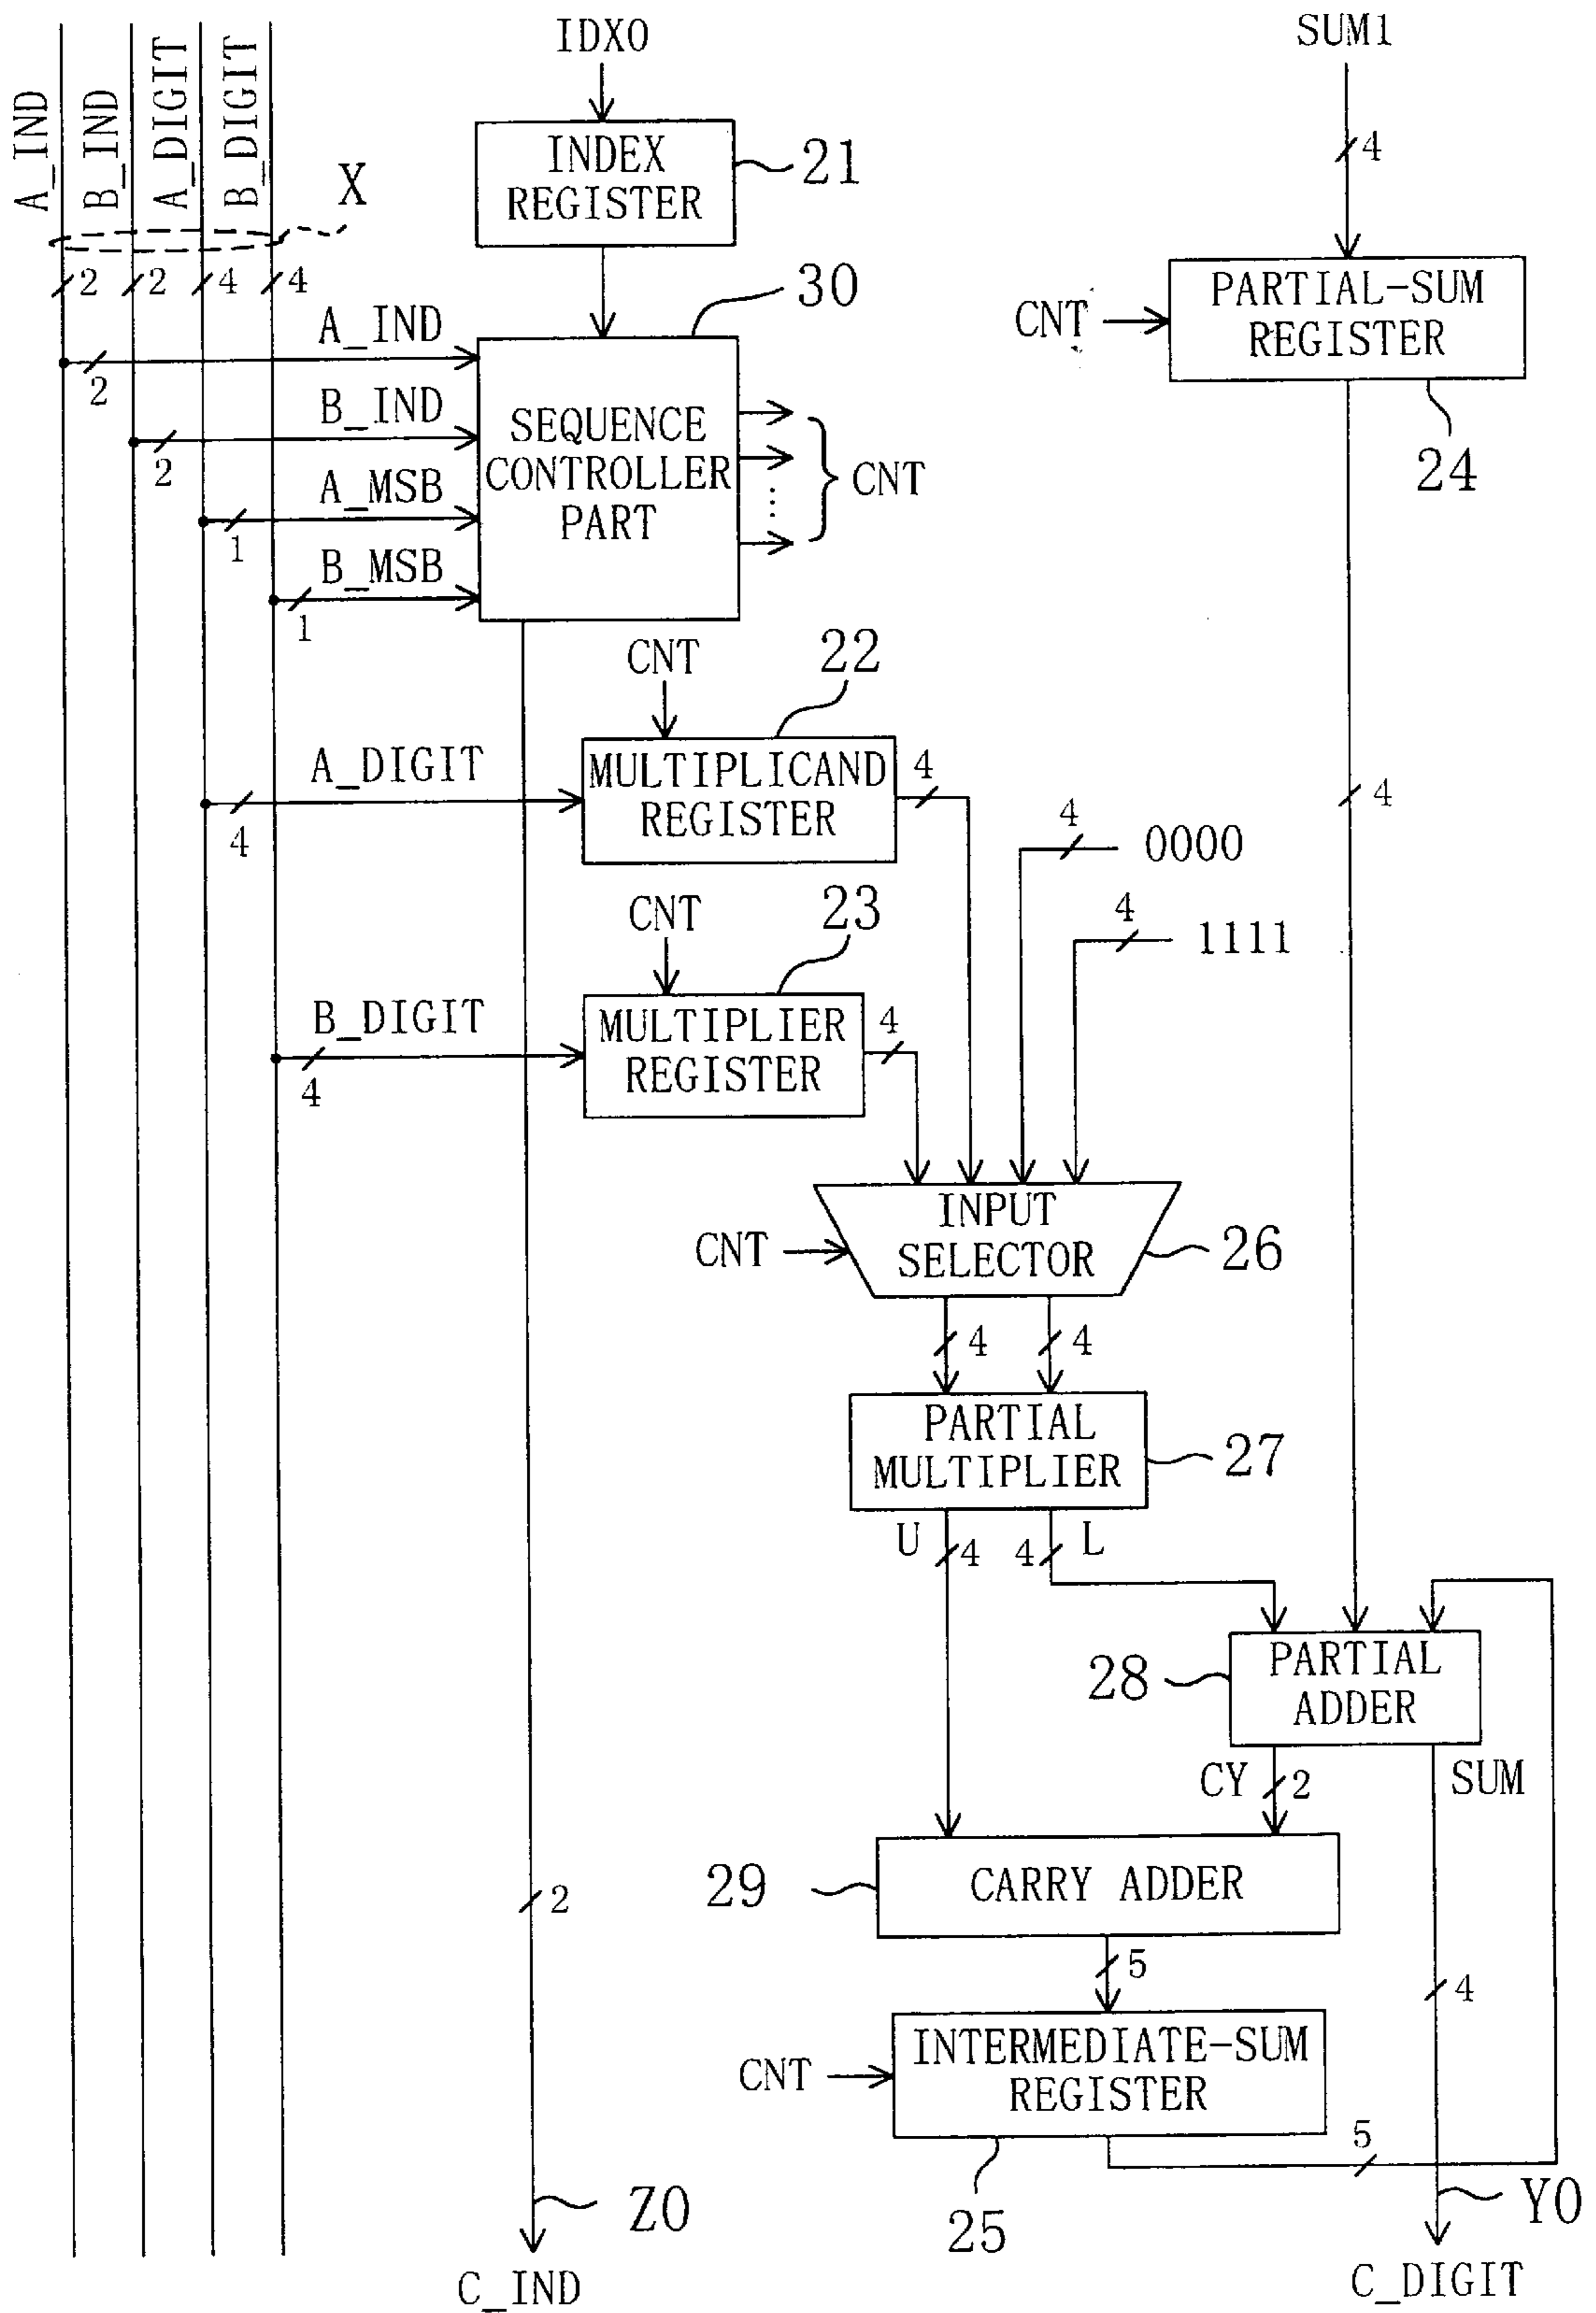 IDX0
SUM1
A_IND
B_IND
A_DIGIT
B_DIGIT
X
INDEX
REGISTER
21
4
2
2
4
4
30
PARTIAL-SUM
REGISTER
CNT
24
A_IND
2
B_IND
2
A_MSB
1
B_MSB
1
SEQUENCE
CONTROLLER
PART
CNT
CNT
22
A_DIGIT
4
MULTIPLICAND
REGISTER
4
4
4
0000
CNT
23
4
1111
B_DIGIT
4
MULTIPLIER
REGISTER
4
INPUT
SELECTOR
CNT
26
4
4
PARTIAL
MULTIPLIER
27
U
4
4
L
PARTIAL
ADDER
28
CY
2
SUM
29
CARRY ADDER
2
5
4
INTERMEDIATE-SUM
REGISTER
CNT
5
25
Z0
Y0
C_IND
C_DIGIT